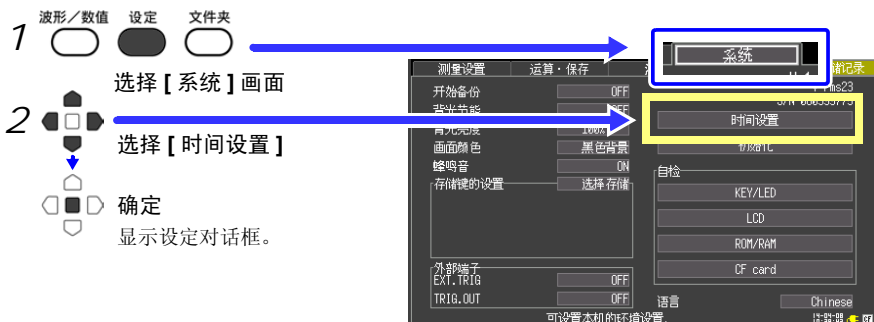 波形／数值 设定 文件夹
1
选择 [ 系统 ] 画面
2
选择 [ 时间设置 ]
确定
显示设定对话框。
系统
测量设置 运算・保存
开始备份 OFF
背光节能 OFF
背光亮度 100%
画面颜色 黑色背景
蜂鸣音 ON
存储键的设置 选择存储
外部端子
EXT.TRIG OFF
TRIG.OUT OFF
时间设置
初始化
自检
KEY/LED
LCD
ROM/RAM
CF card
语言 Chinese
可设置本机的环境设置。